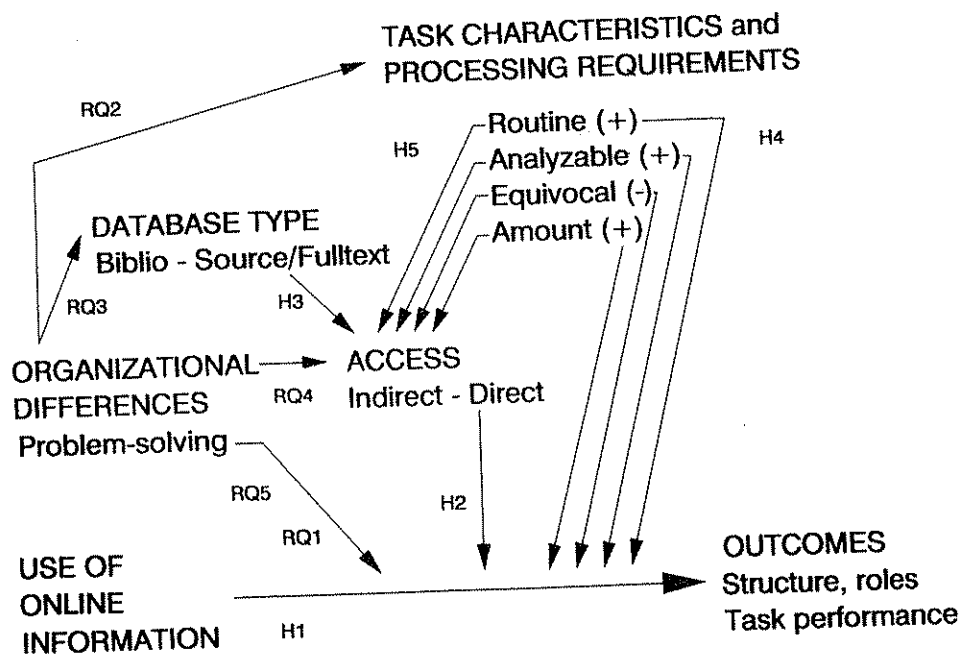 TASK CHARACTERISTICS and
PROCESSING REQUIREMENTS
RQ2
Routine (+)
H5
H4
Analyzable (+)
Equivocal (-)
Amount (+)
DATABASE TYPE
Biblio - Source/Fulltext
RQ3
H3
ORGANIZATIONAL
DIFFERENCES
Problem-solving
RQ4
ACCESS
Indirect - Direct
RQ5
H2
RQ1
USE OF
ONLINE
INFORMATION
H1
OUTCOMES
Structure, roles
Task performance